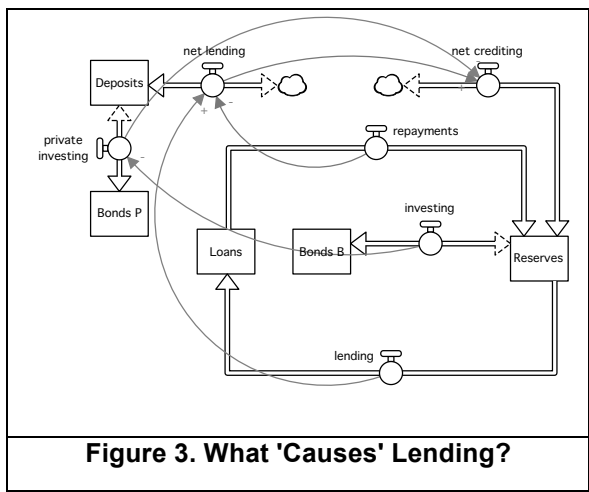 net lending
net crediting
Deposits
+
-
+
-
repayments
private
investing
-
Bonds P
investing
Loans
Bonds B
Reserves
lending
Figure 3. What 'Causes' Lending?